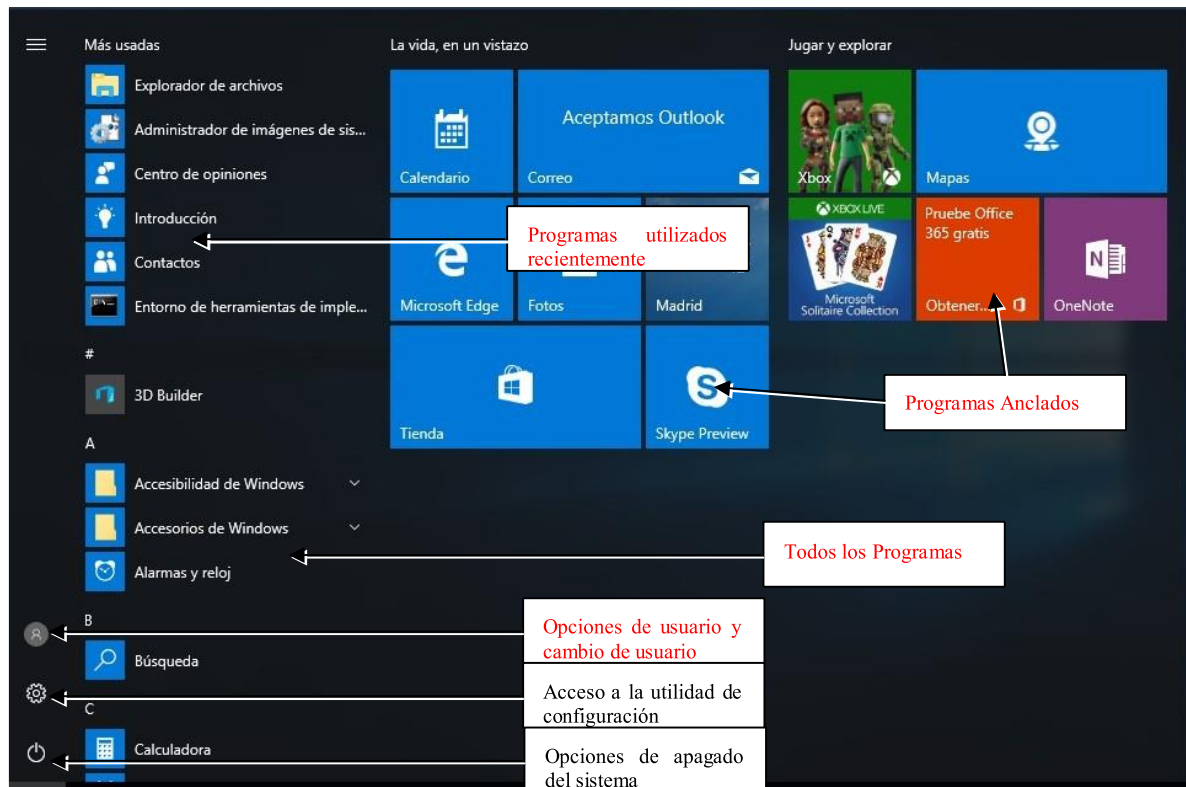 Más usadas
Explorador de archivos
Administrador de imágenes de sis...
Centro de opiniones
Introducción
Contactos
Entorno de herramientas de imple...
#
3D Builder
A
Accesibilidad de Windows
Accesorios de Windows
Alarmas y reloj
B
Búsqueda
C
Calculadora
La vida, en un vistazo
Calendario
Aceptamos Outlook
Correo
Microsoft Edge
Fotos
Madrid
Tienda
Skype Preview
Jugar y explorar
Xbox
Mapas
XBOX LIVE
Microsoft
Solitaire Collection
Pruebe Office
365 gratis
Obtener...
OneNote
Programas utilizados
recientemente
Programas Anclados
Todos los Programas
Opciones de usuario y
cambio de usuario
Acceso a la utilidad de
configuración
Opciones de apagado
del sistema